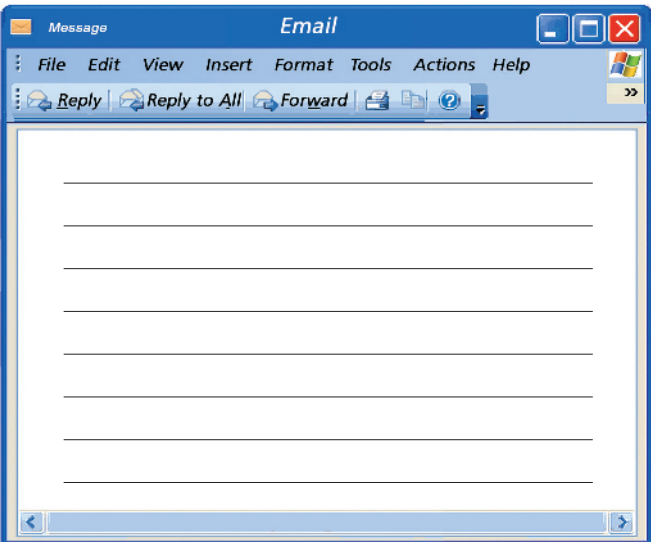 Message Email
File Edit View Insert Format Tools Actions Help
Reply Reply to All Forward